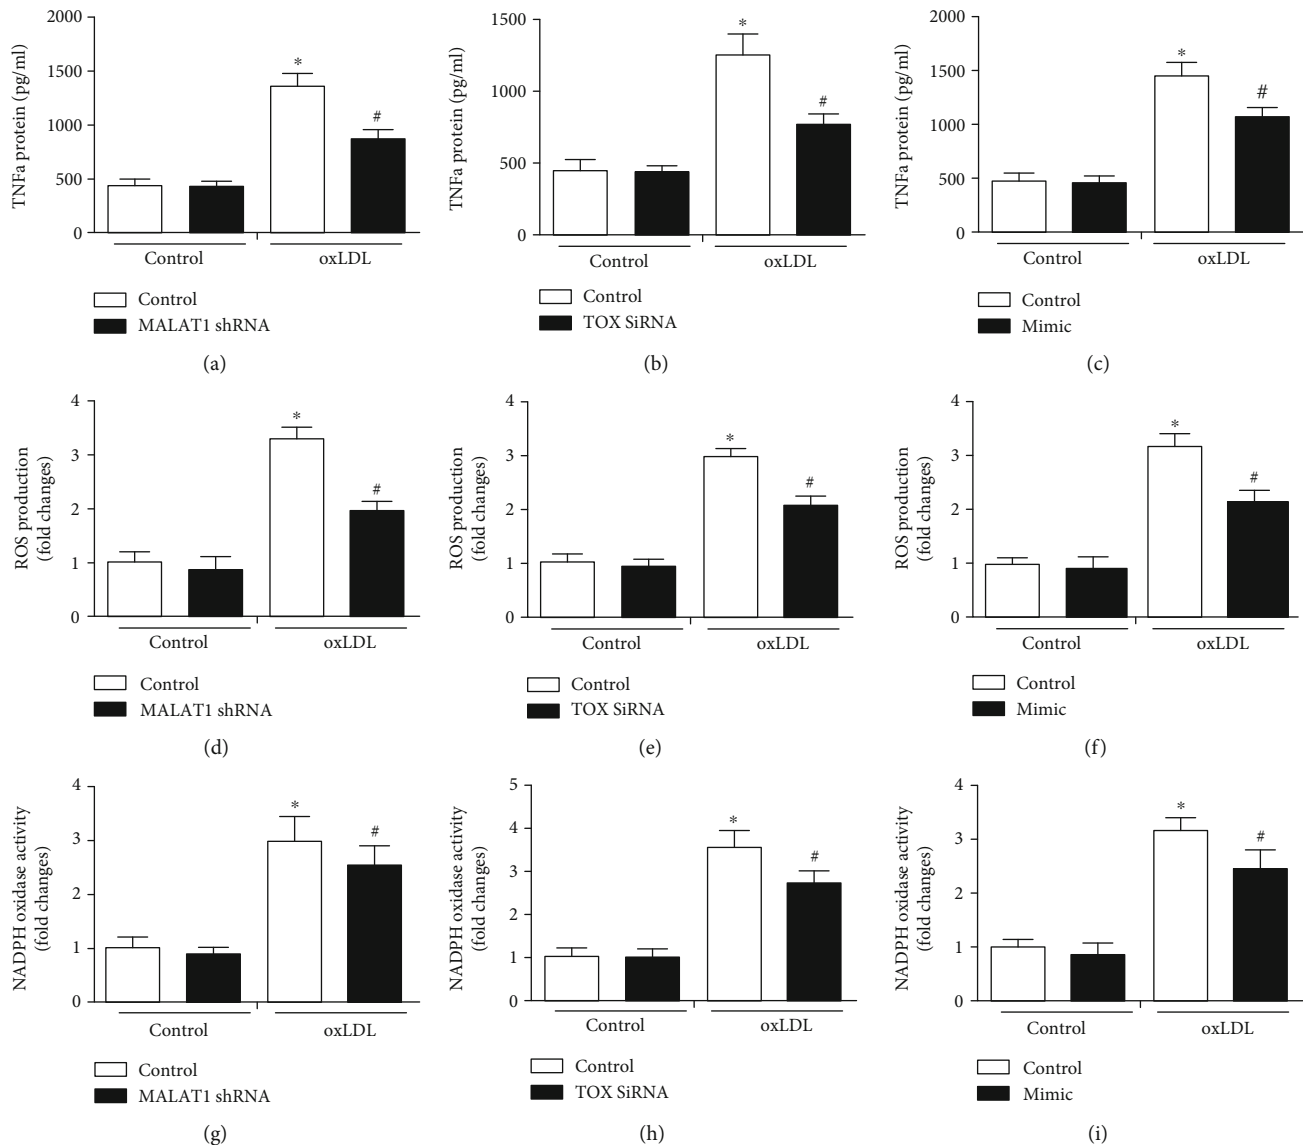 TNFa protein (pg/ml)
2000
1500
1000
500
0
*
#
Control
oxLDL
Control
MALAT1 shRNA
(a)
TNFa protein (pg/ml)
1500
1000
500
0
*
#
Control
oxLDL
Control
TOX SiRNA
(b)
TNFa protein (pg/ml)
2000
1500
1000
500
0
*
#
Control
oxLDL
Control
Mimic
(c)
ROS production
(fold changes)
4
3
2
1
0
*
#
Control
oxLDL
Control
MALAT1 shRNA
(d)
ROS production
(fold changes)
4
3
2
1
0
*
#
Control
oxLDL
Control
TOX SiRNA
(e)
ROS production
(fold changes)
4
3
2
1
0
*
#
Control
oxLDL
Control
Mimic
(f)
NADPH oxidase activity
(fold changes)
4
3
2
1
0
*
#
Control
oxLDL
Control
MALAT1 shRNA
(g)
NADPH oxidase activity
(fold changes)
5
4
3
2
1
0
*
#
Control
oxLDL
Control
TOX SiRNA
(h)
NADPH oxidase activity
(fold changes)
4
3
2
1
0
*
#
Control
oxLDL
Control
Mimic
(i)